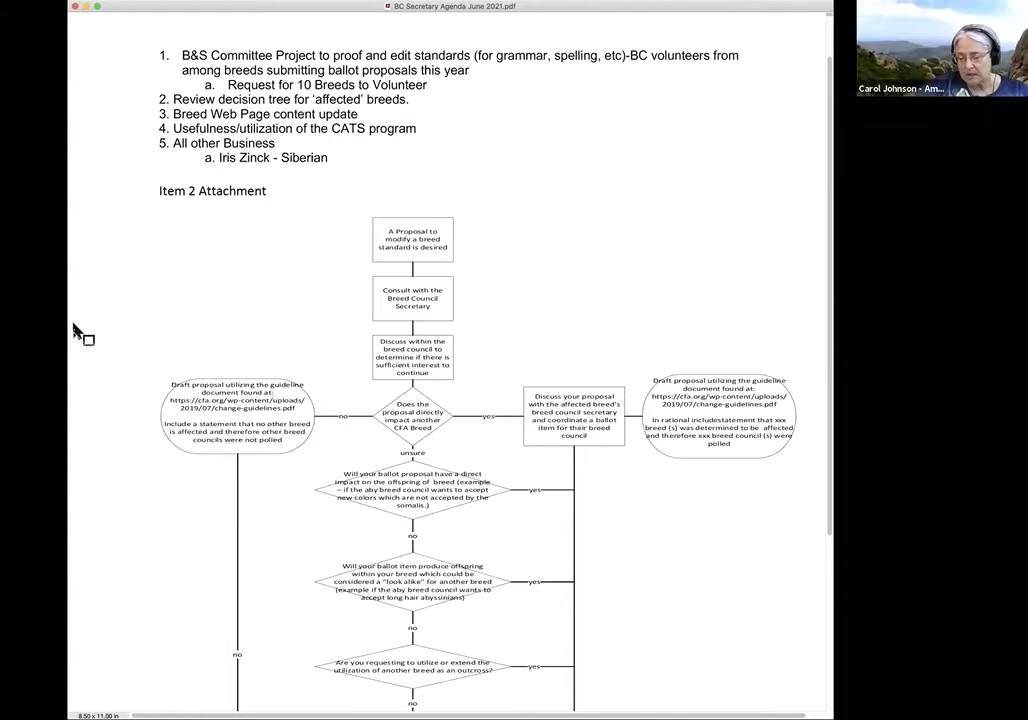 BC Secretary Agenda June 2021.pdf
1. B&S Committee Project to proof and edit standards (for grammar, spelling, etc)-BC volunteers from
among breeds submitting ballot proposals this year
a. Request for 10 Breeds to Volunteer
2. Review decision tree for ‘affected’ breeds.
3. Breed Web Page content update
4. Usefulness/utilization of the CATS program
5. All other Business
a. Iris Zinck - Siberian
Item 2 Attachment
A Proposal to
modify a breed
standard is desired
Consult with the
Breed Council
Secretary
Discuss within the
breed council to
determine if there is
sufficient interest to
continue
Draft proposal utilizing the guideline
document found at:
https://cfa.org/wp-content/uploads/
2019/07/change-guidelines.pdf
Include a statement that no other breed
is affected and therefore other breed
councils were not polled
no
Does the
proposal directly
impact another
CFA Breed
yes
Discuss your proposal
with the affected breed's
breed council secretary
and coordinate a ballot
item for their breed
council
Draft proposal utilizing the guideline
document found at:
https://cfa.org/wp-content/uploads/
2019/07/change-guidelines.pdf
In rational includestatement that xxx
breed (s) was determined to be affected
and therefore xxx breed council (s) were
polled
unsure
Will your ballot proposal have a direct
impact on the offspring of breed (example
– if the aby breed council wants to accept
new colors which are not accepted by the
somalis.)
yes
no
Will your ballot item produce offspring
within your breed which could be
considered a "look alike" for another breed
(example if the aby breed council wants to
accept long hair abyssinians)
yes
no
no
Are you requesting to utilize or extend the
utilization of another breed as an outcross?
yes
no
8.50 x 11.00 in
Carol Johnson - Am...